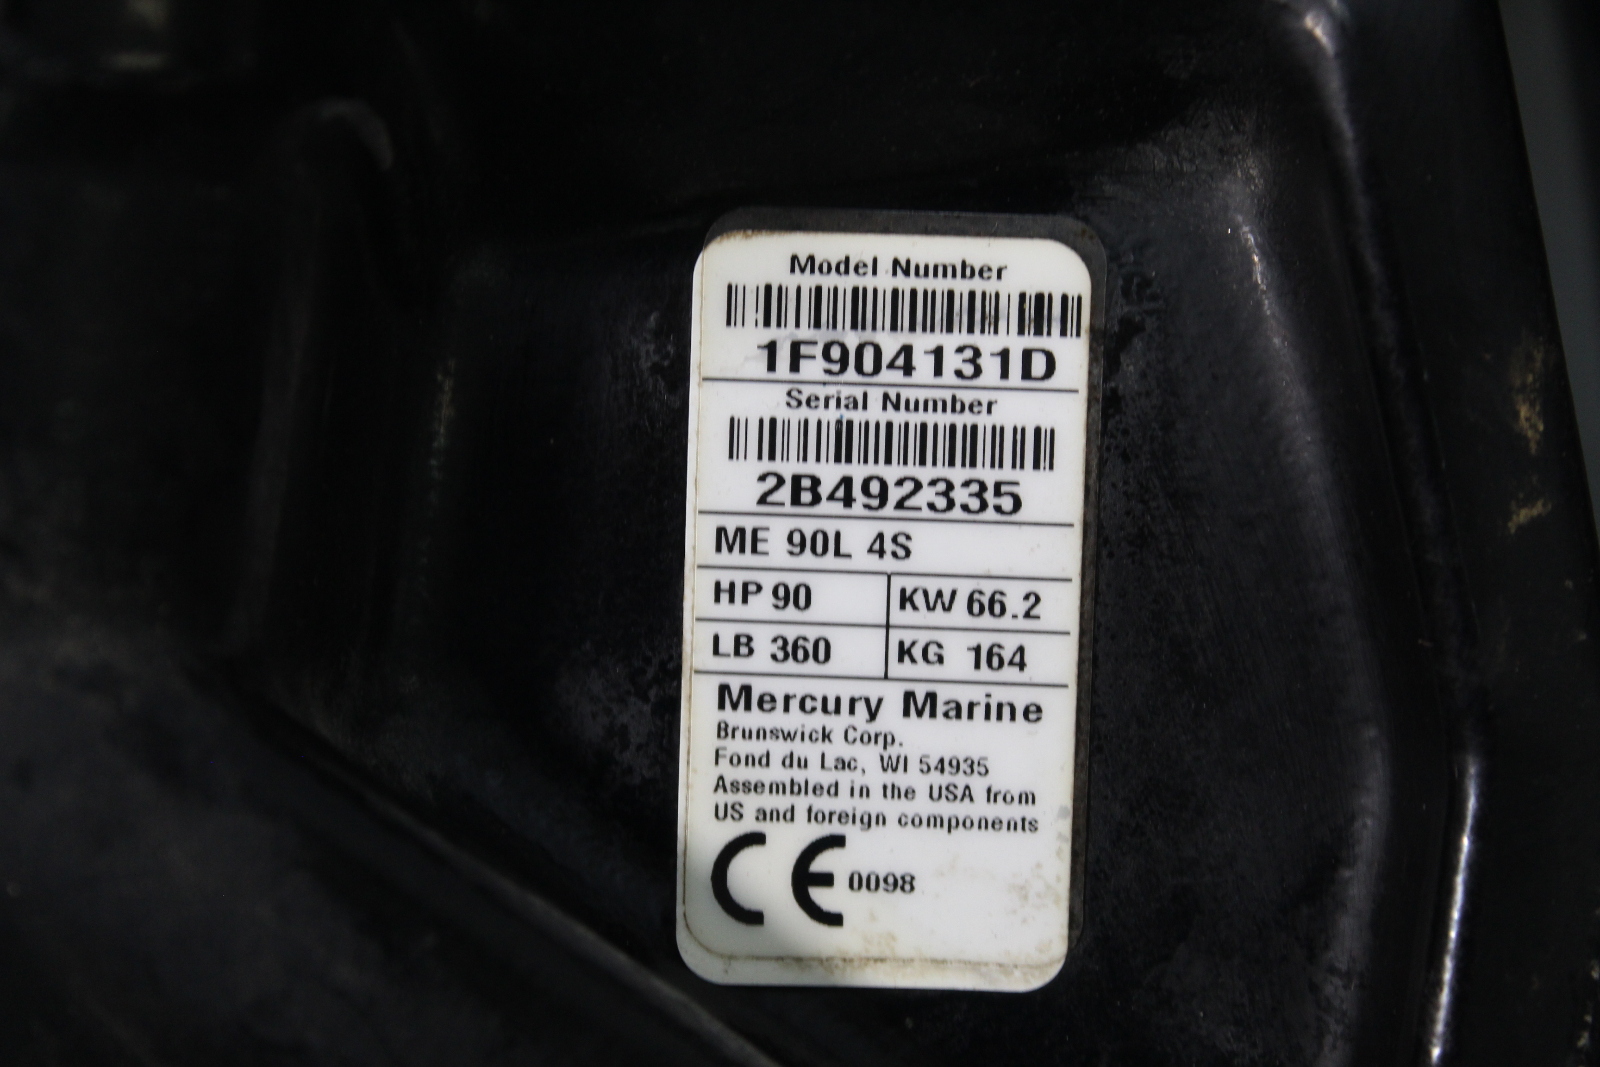 Model Number
1F904131D
Serial Number
2B492335
ME 90L 4S
HP 90 KW 66.2
LB 360 KG 164
Mercury Marine
Brunswick Corp.
Fond du Lac, WI 54935
Assembled in the USA from
US and foreign components
CE 0098